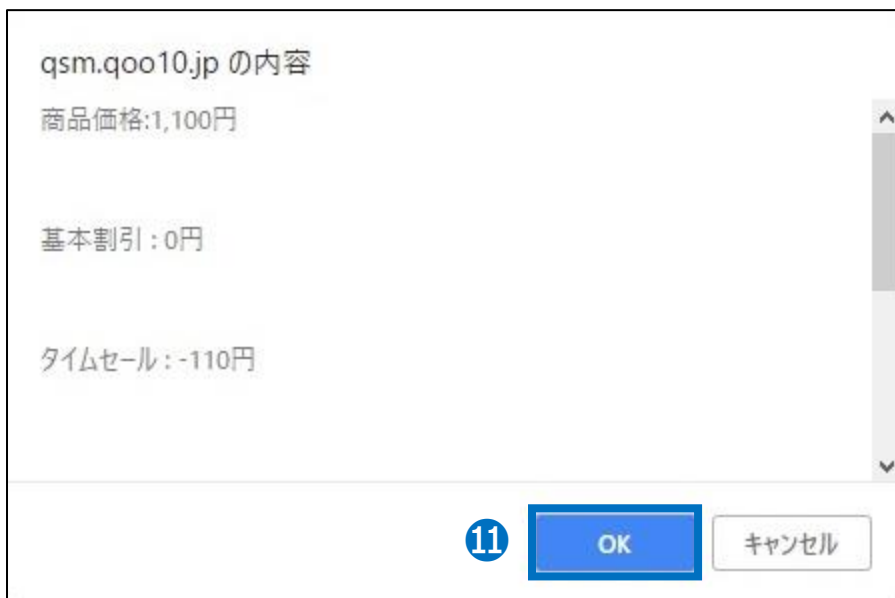 qsm.qoo10.jp の内容
商品価格:1,100円
基本割引 : 0円
タイムセール : -110円
11
OK
キャンセル